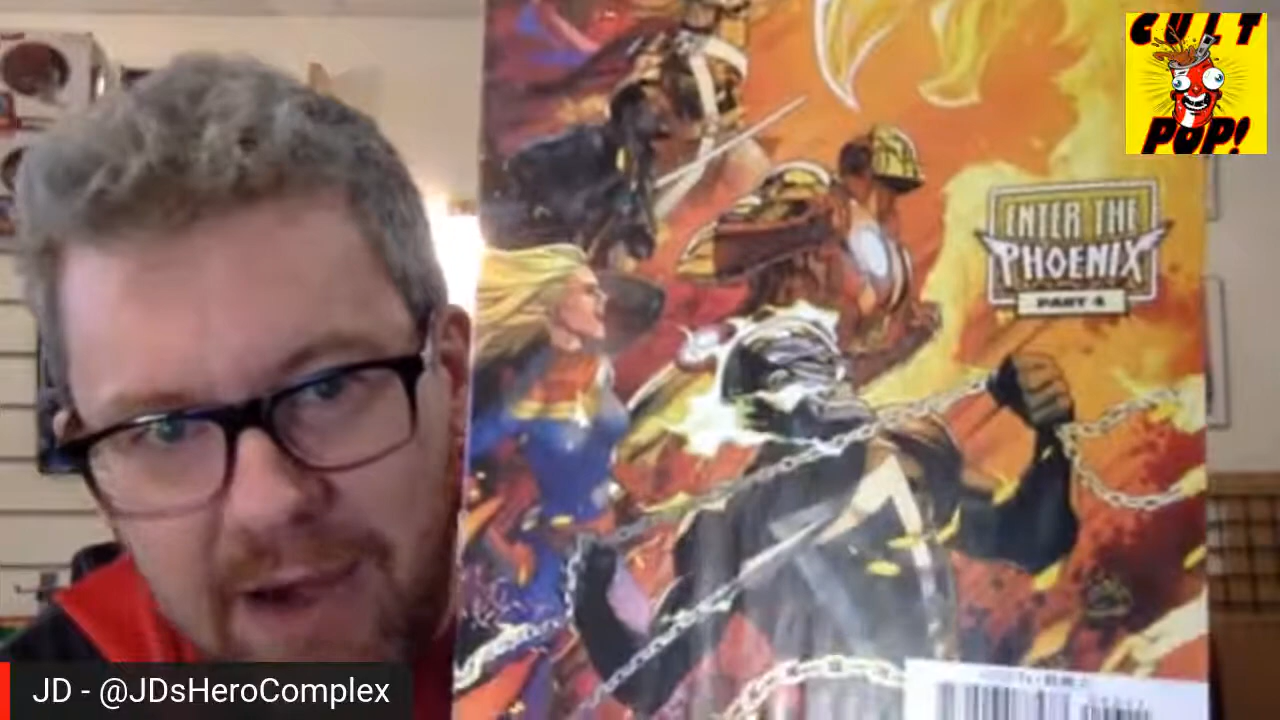 CULT
POP!
ENTER THE
PHOENIX
PART 4
JD - @JDsHeroComplex